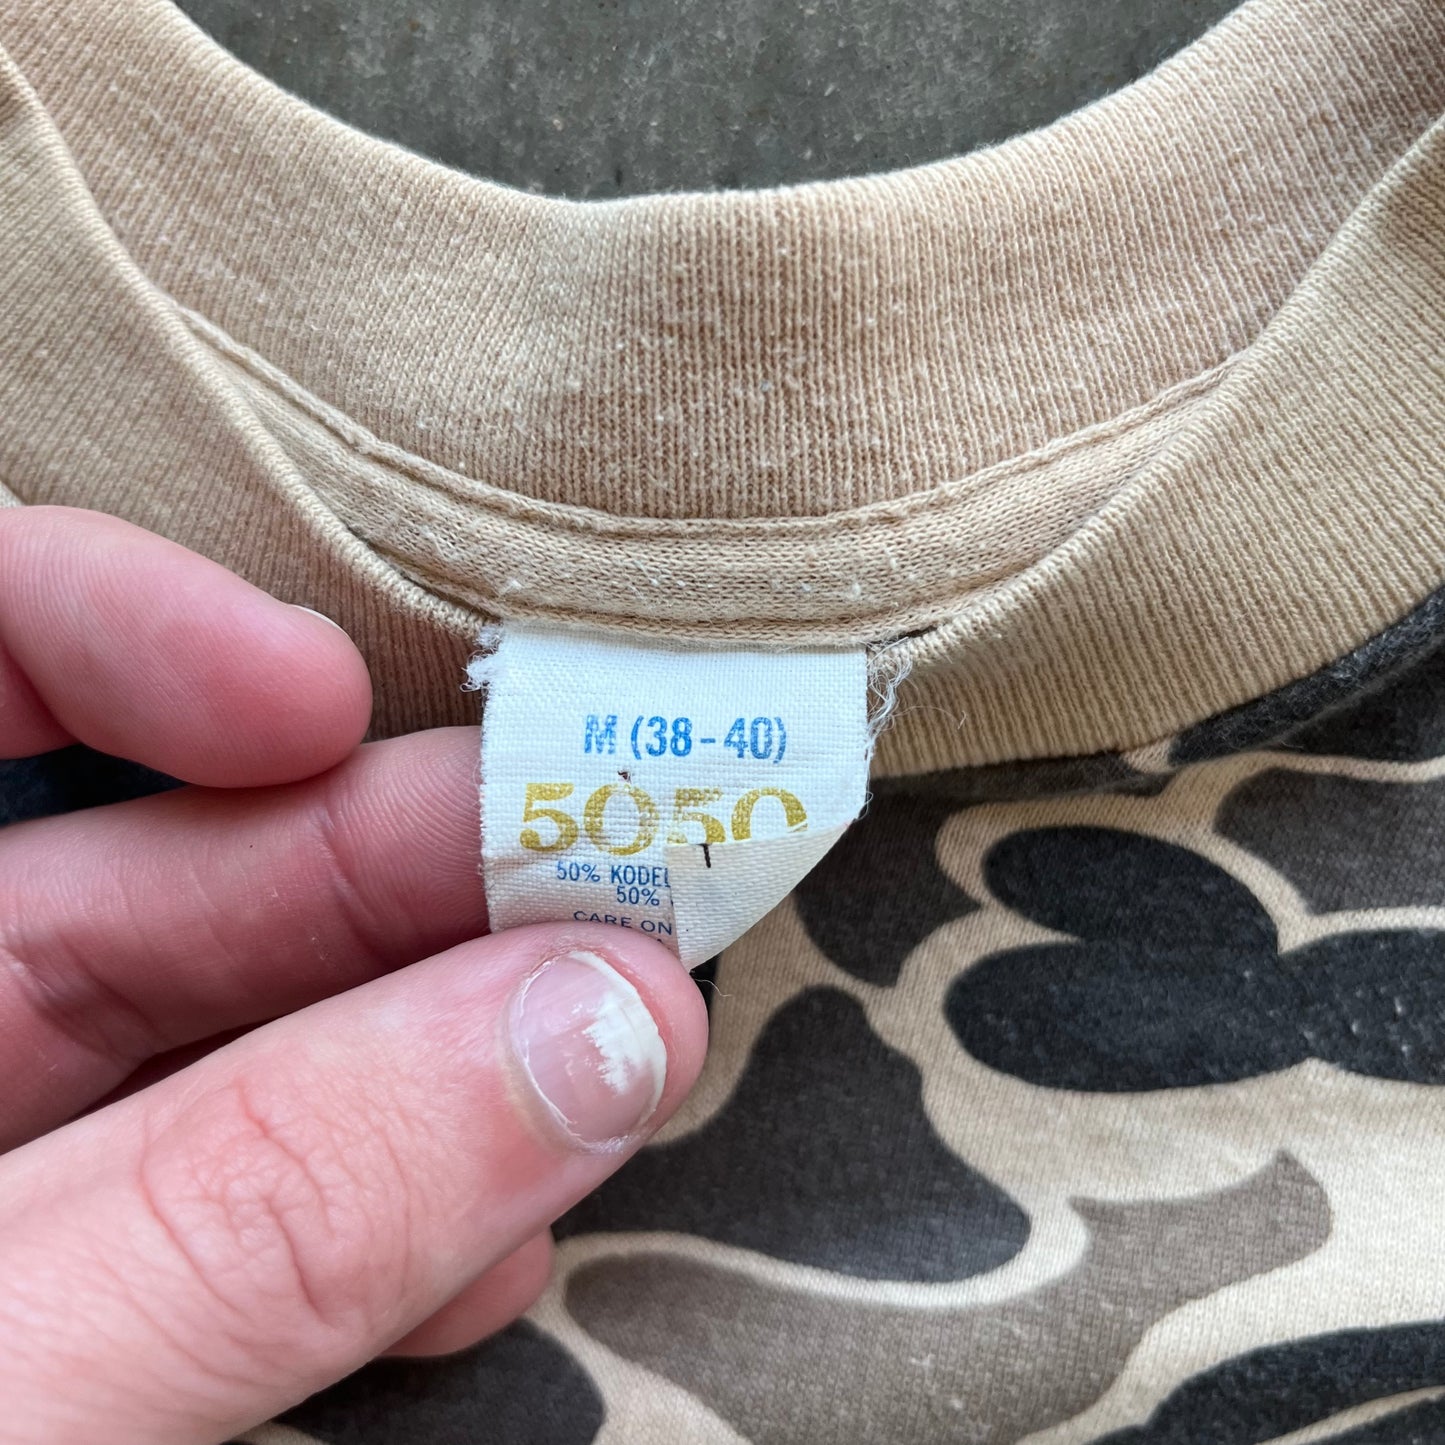 M (38-40)
5050
50% KODEL
50%
CARE ON